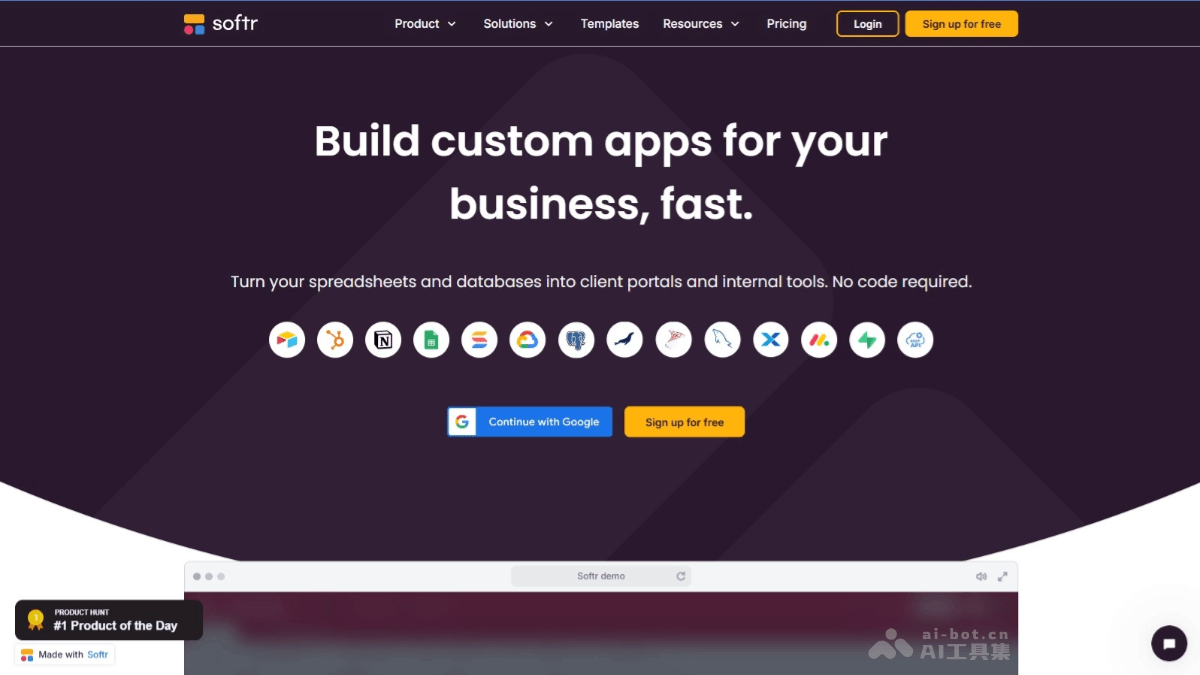 softr
Product
Solutions
Templates
Resources
Pricing
Login
Sign up for free
Build custom apps for your
business, fast.
Turn your spreadsheets and databases into client portals and internal tools. No code required.
N
API
G
Continue with Google
Sign up for free
Softr demo
1
PRODUCT HUNT
#1 Product of the Day
Made with Softr
ai-bot.cn
AI工具集